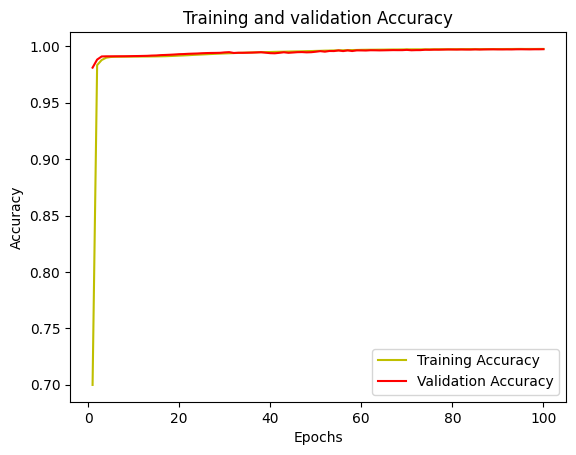 Training and validation Accuracy
1.00
0.95
0.90
0.85
0.80
0.75
0.70
Accuracy
0
20
40
60
80
100
Epochs
Training Accuracy
Validation Accuracy